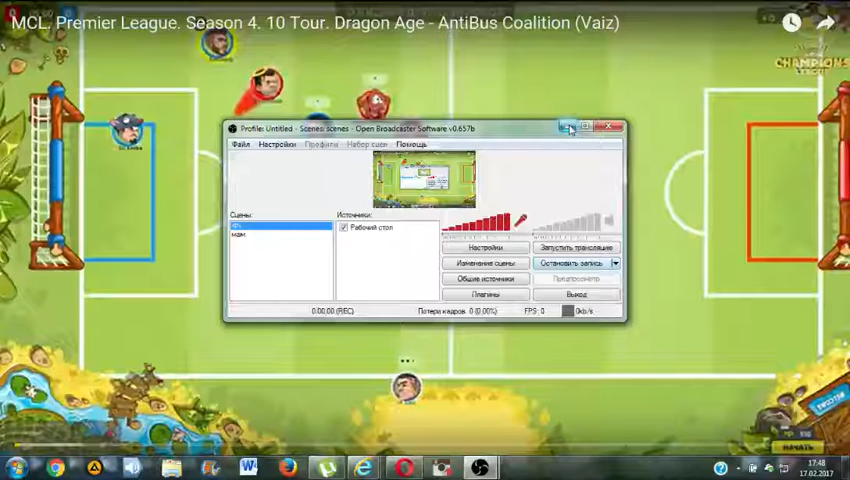 MCL. Premier League. Season 4. 10 Tour. Dragon Age - AntiBus Coalition (Vaiz)
CHAMPIONS
LEAGUE
Profile: Untitled - Scenes: scenes - Open Broadcaster Software v0.657b
Файл Настройки Профили Набор сцен Помощь
Сцены: Источники:
Рабочий стол
Настройки Запустить трансляцию
Изменение сцены Остановить запись
Общие источники Предпросмотр
Плагины Выход
0:00:00 (REC) Потери кадров: 0 (0,00%) FPS: 0 0kb/s
НАЧАТЬ
17:48
17.02.2017